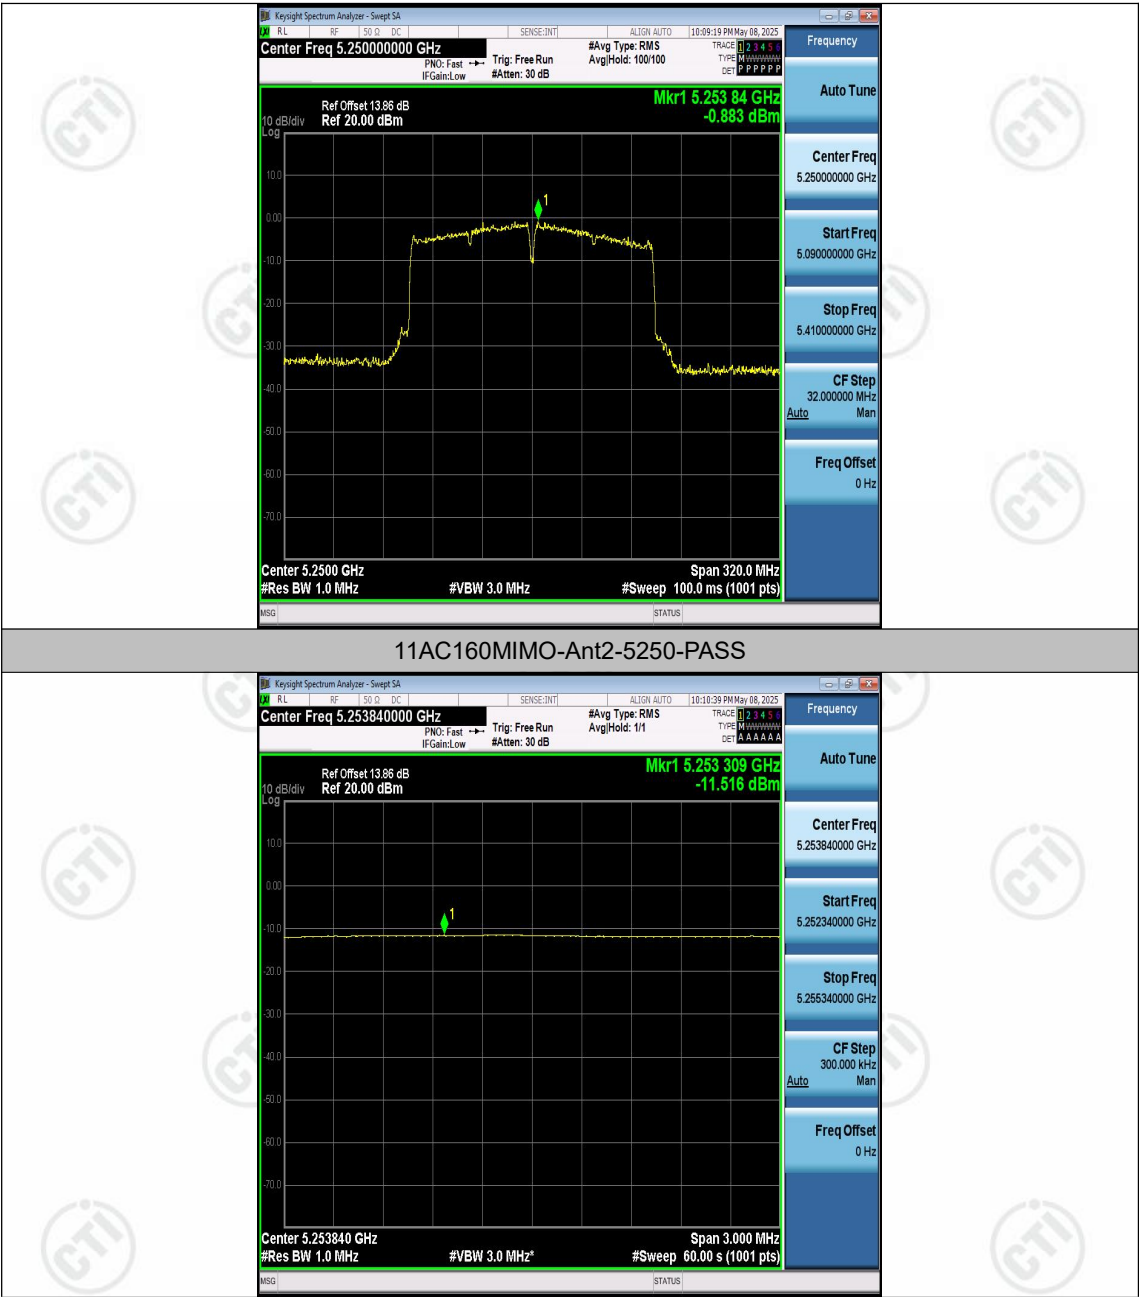 Keysight Spectrum Analyzer - Swept SA
RL RF 50 Ω DC SENSE:INT ALIGN AUTO 10:09:19 PM May 08, 2025
Center Freq 5.250000000 GHz
#Avg Type: RMS
TRACE 1 2 3 4 5 6
PNO: Fast
Trig: Free Run
Avg|Hold: 100/100
TYPE M WWWWW
IFGain:Low
#Atten: 30 dB
DET P P P P P P
Mkr1 5.253 84 GHz
-0.883 dBm
Ref Offset 13.86 dB
10 dB/div
Ref 20.00 dBm
Log
10.0
0.00
-10.0
-20.0
-30.0
-40.0
-50.0
-60.0
-70.0
1
Center 5.2500 GHz
Span 320.0 MHz
#Res BW 1.0 MHz
#VBW 3.0 MHz
#Sweep 100.0 ms (1001 pts)
MSG
STATUS
Frequency
Auto Tune
Center Freq
5.250000000 GHz
Start Freq
5.090000000 GHz
Stop Freq
5.410000000 GHz
CF Step
32.000000 MHz
Auto Man
Freq Offset
0 Hz
11AC160MIMO-Ant2-5250-PASS
Keysight Spectrum Analyzer - Swept SA
RL RF 50 Ω DC SENSE:INT ALIGN AUTO 10:10:39 PM May 08, 2025
Center Freq 5.253840000 GHz
#Avg Type: RMS
TRACE 1 2 3 4 5 6
PNO: Fast
Trig: Free Run
Avg|Hold: 1/1
TYPE M WWWWW
IFGain:Low
#Atten: 30 dB
DET A A A A A A
Mkr1 5.253 309 GHz
-11.516 dBm
Ref Offset 13.86 dB
10 dB/div
Ref 20.00 dBm
Log
10.0
0.00
-10.0
-20.0
-30.0
-40.0
-50.0
-60.0
-70.0
1
Center 5.253840 GHz
Span 3.000 MHz
#Res BW 1.0 MHz
#VBW 3.0 MHz*
#Sweep 60.00 s (1001 pts)
MSG
STATUS
Frequency
Auto Tune
Center Freq
5.253840000 GHz
Start Freq
5.252340000 GHz
Stop Freq
5.255340000 GHz
CF Step
300.000 kHz
Auto Man
Freq Offset
0 Hz
CTI
CTI
CTI
CTI
CTI
CTI
CTI
CTI
CTI
CTI
CTI
CTI